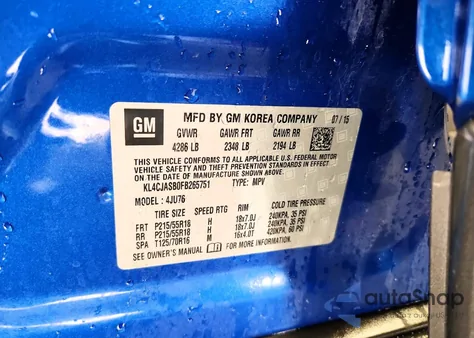 GM
MFD BY GM KOREA COMPANY 07 / 15
GVWR GAWR FRT GAWR RR
4286 LB 2348 LB 2194 LB
THIS VEHICLE CONFORMS TO ALL APPLICABLE U.S. FEDERAL MOTOR
VEHICLE SAFETY, BUMPER, AND THEFT PREVENTION STANDARDS IN EFFECT ON
THE DATE OF MANUFACTURE SHOWN ABOVE.
KL4CJASB0FB265751 TYPE: MPV
MODEL : 4JU76
TIRE SIZE SPEED RTG RIM COLD TIRE PRESSURE
FRT P215/55R18 H 18x7.0J 240KPA, 35 PSI
RR P215/55R18 H 18x7.0J 240KPA, 35 PSI
SPA T125/70R16 M 16x4.0T 420KPA, 60 PSI
SEE OWNER'S MANUAL FOR MORE INFORMATION.
autoSnap